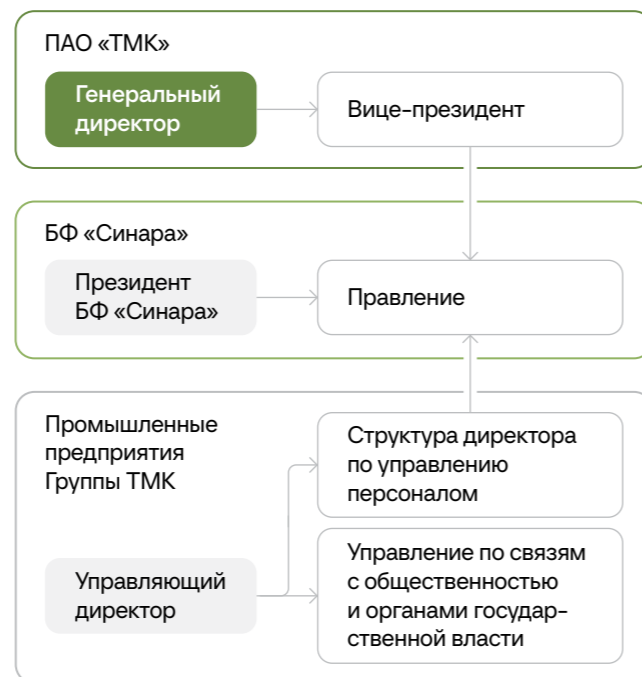 ПАО «ТМК»
Генеральный
директор
Вице-президент
БФ «Синара»
Президент
БФ «Синара»
Правление
Промышленные
предприятия
Группы ТМК
Структура директора
по управлению
персоналом
Управляющий
директор
Управление по связям
с общественностью
и органами государ-
ственной власти